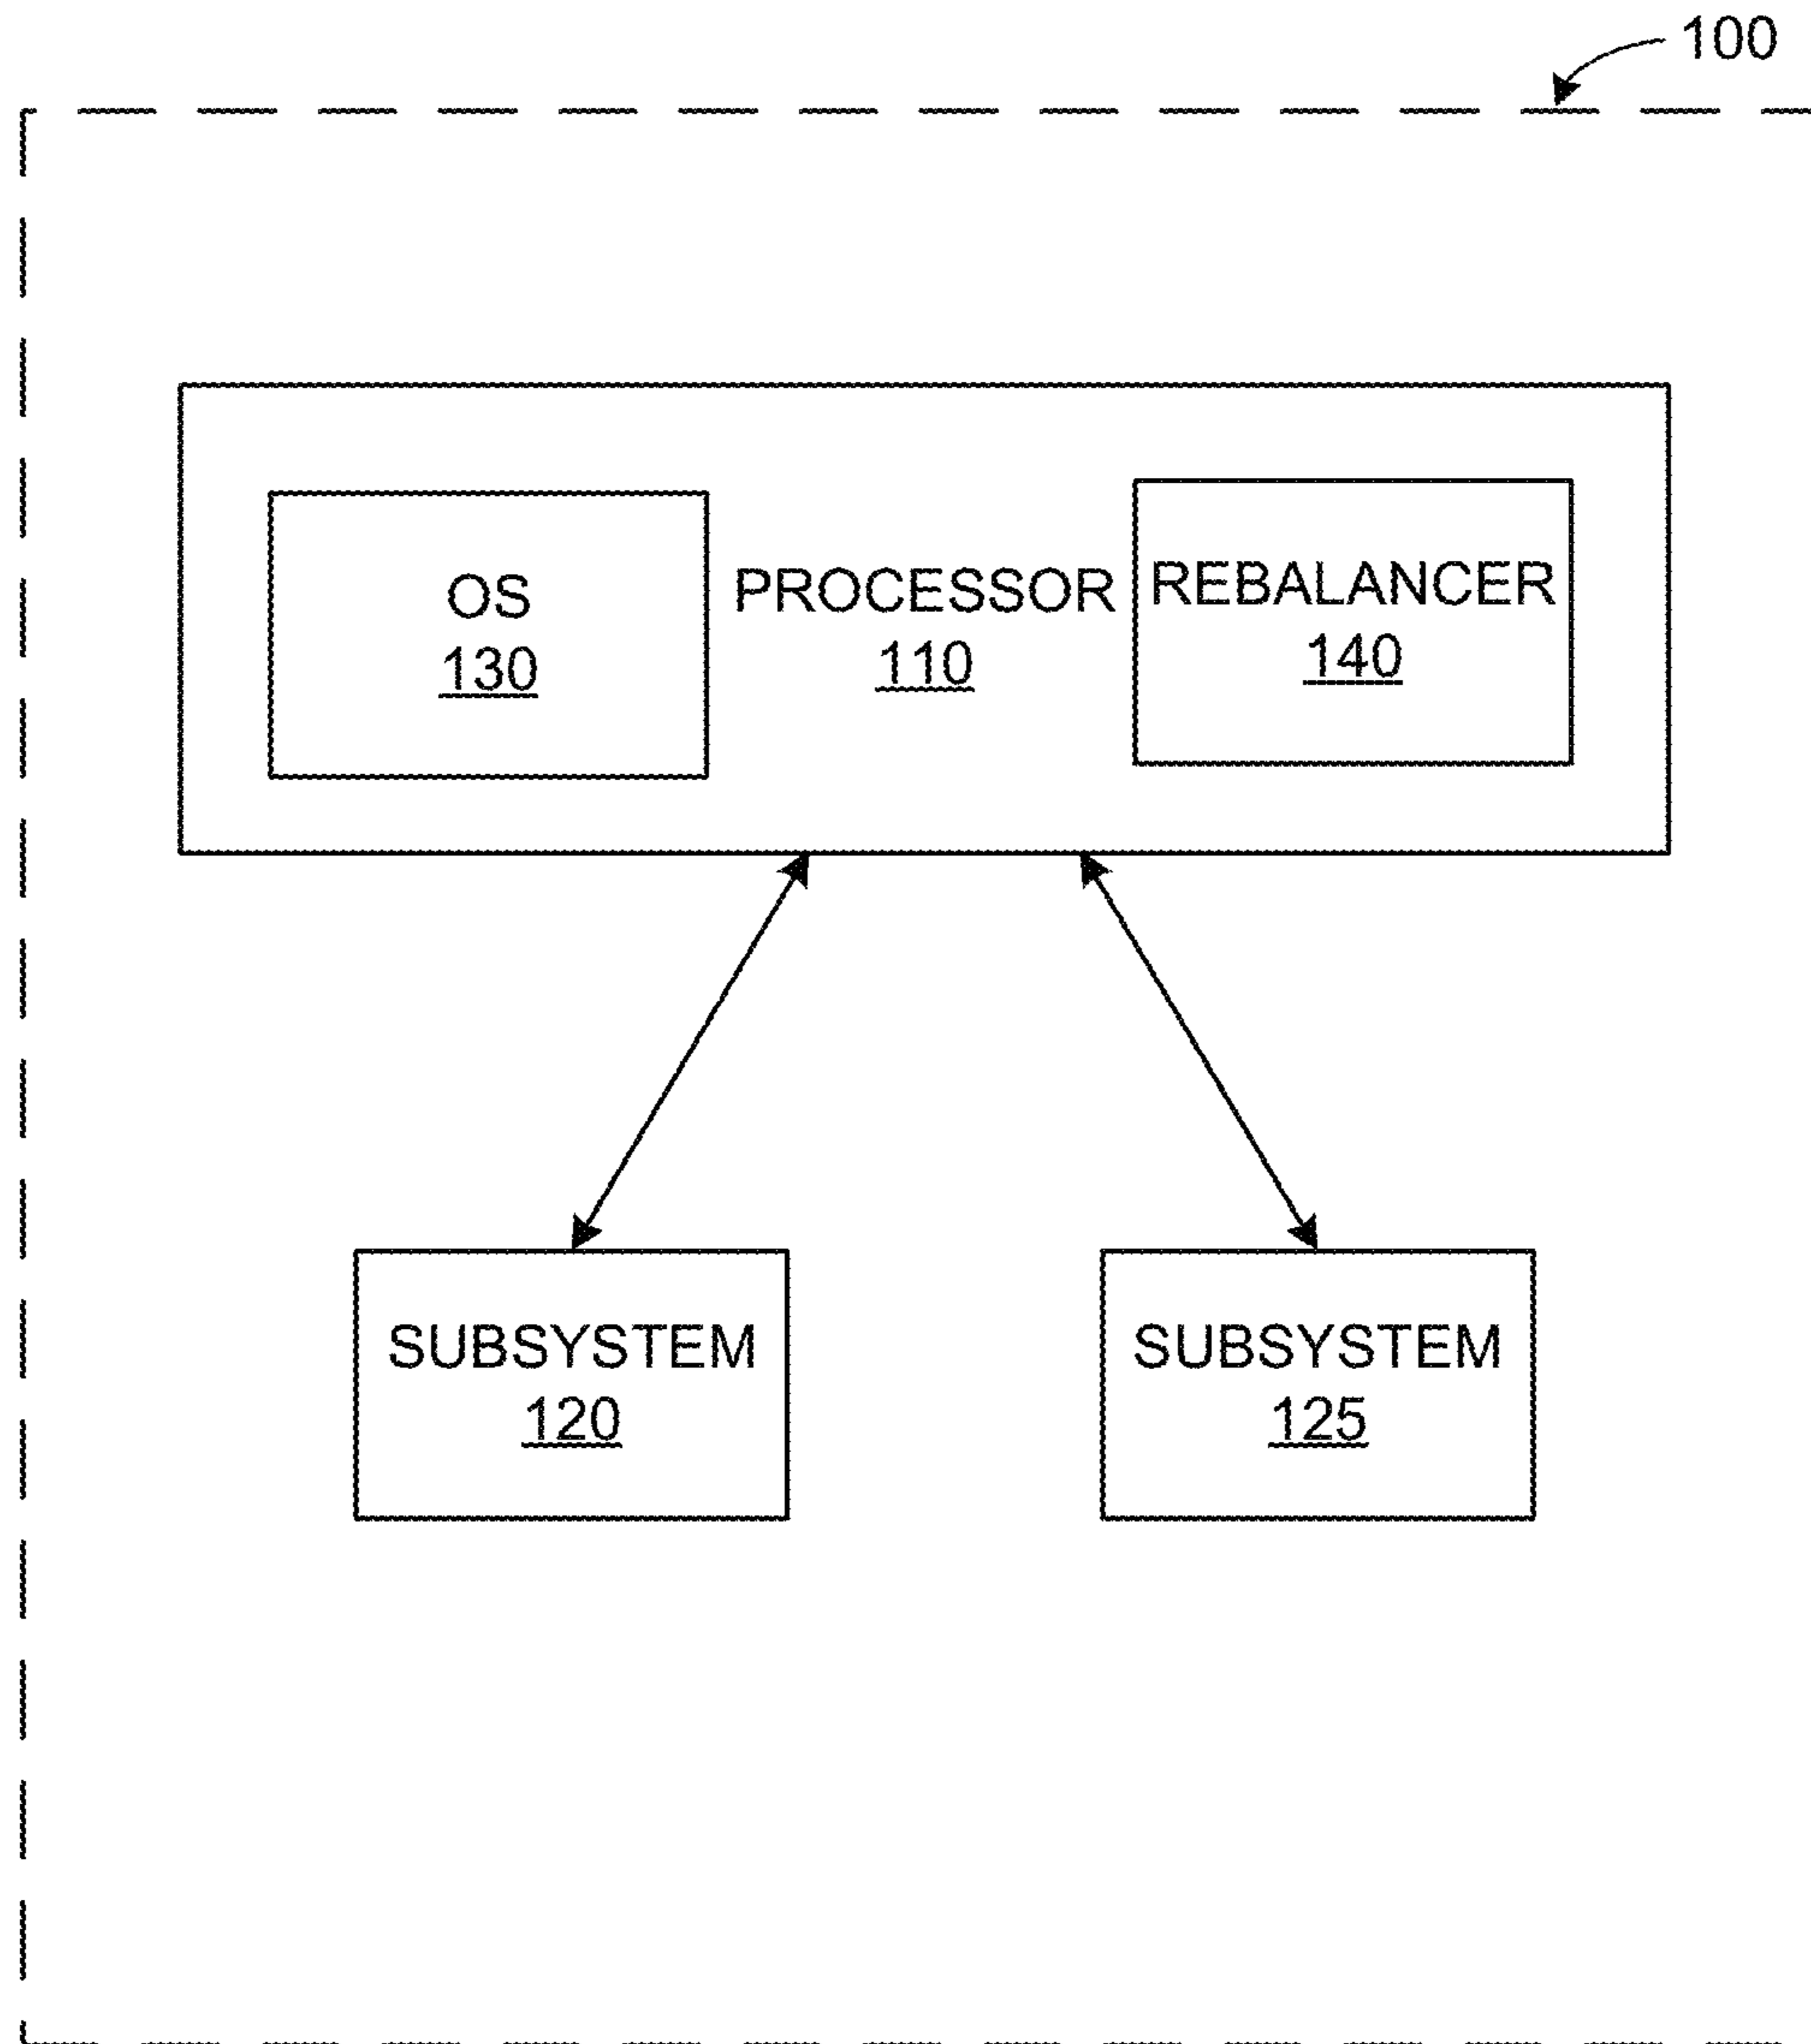 100
OS
130
PROCESSOR
110
REBALANCER
140
SUBSYSTEM
120
SUBSYSTEM
125